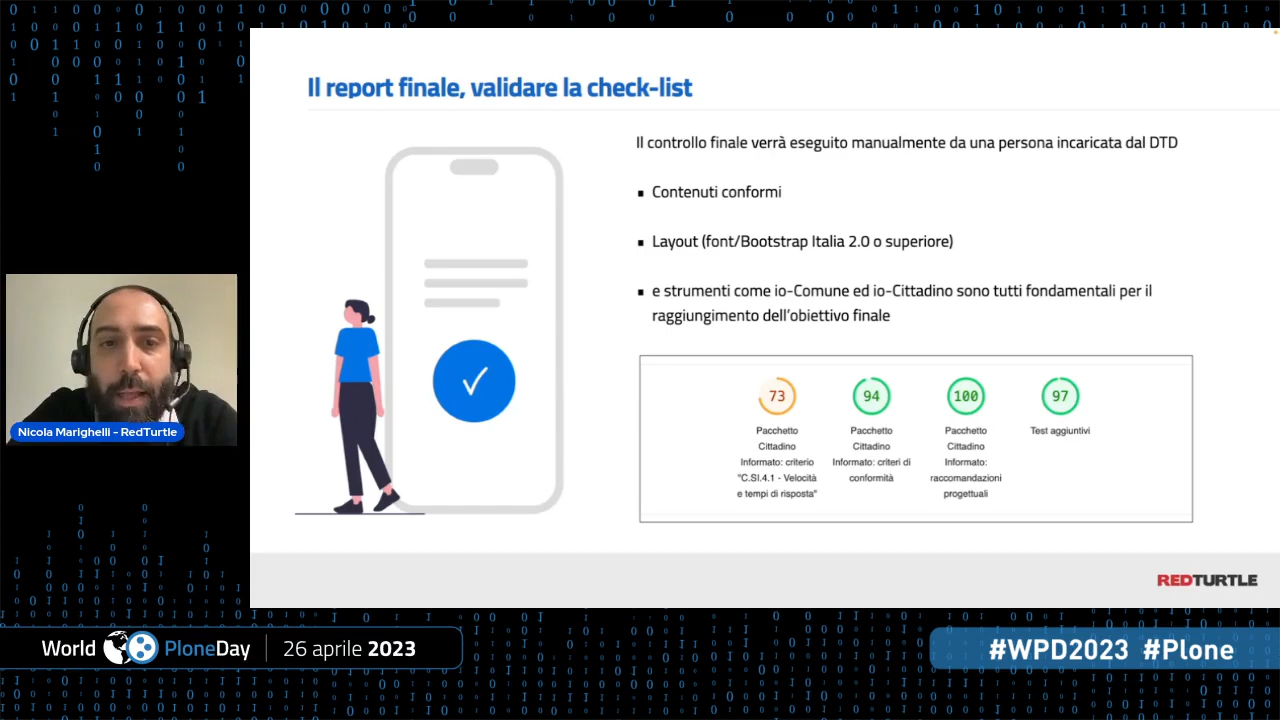 Il report finale, validare la check-list
Il controllo finale verrà eseguito manualmente da una persona incaricata dal DTD
▪ Contenuti conformi
▪ Layout (font/Bootstrap Italia 2.0 o superiore)
▪ e strumenti come io-Comune ed io-Cittadino sono tutti fondamentali per il
raggiungimento dell'obiettivo finale
73
Pacchetto
Cittadino
Informato: criterio
"C.SI.4.1 - Velocità
e tempi di risposta"
94
Pacchetto
Cittadino
Informato: criteri di
conformità
100
Pacchetto
Cittadino
Informato:
raccomandazioni
progettuali
97
Test aggiuntivi
Nicola Marighelli - RedTurtle
REDTURTLE
World PloneDay 26 aprile 2023
#WPD2023 #Plone